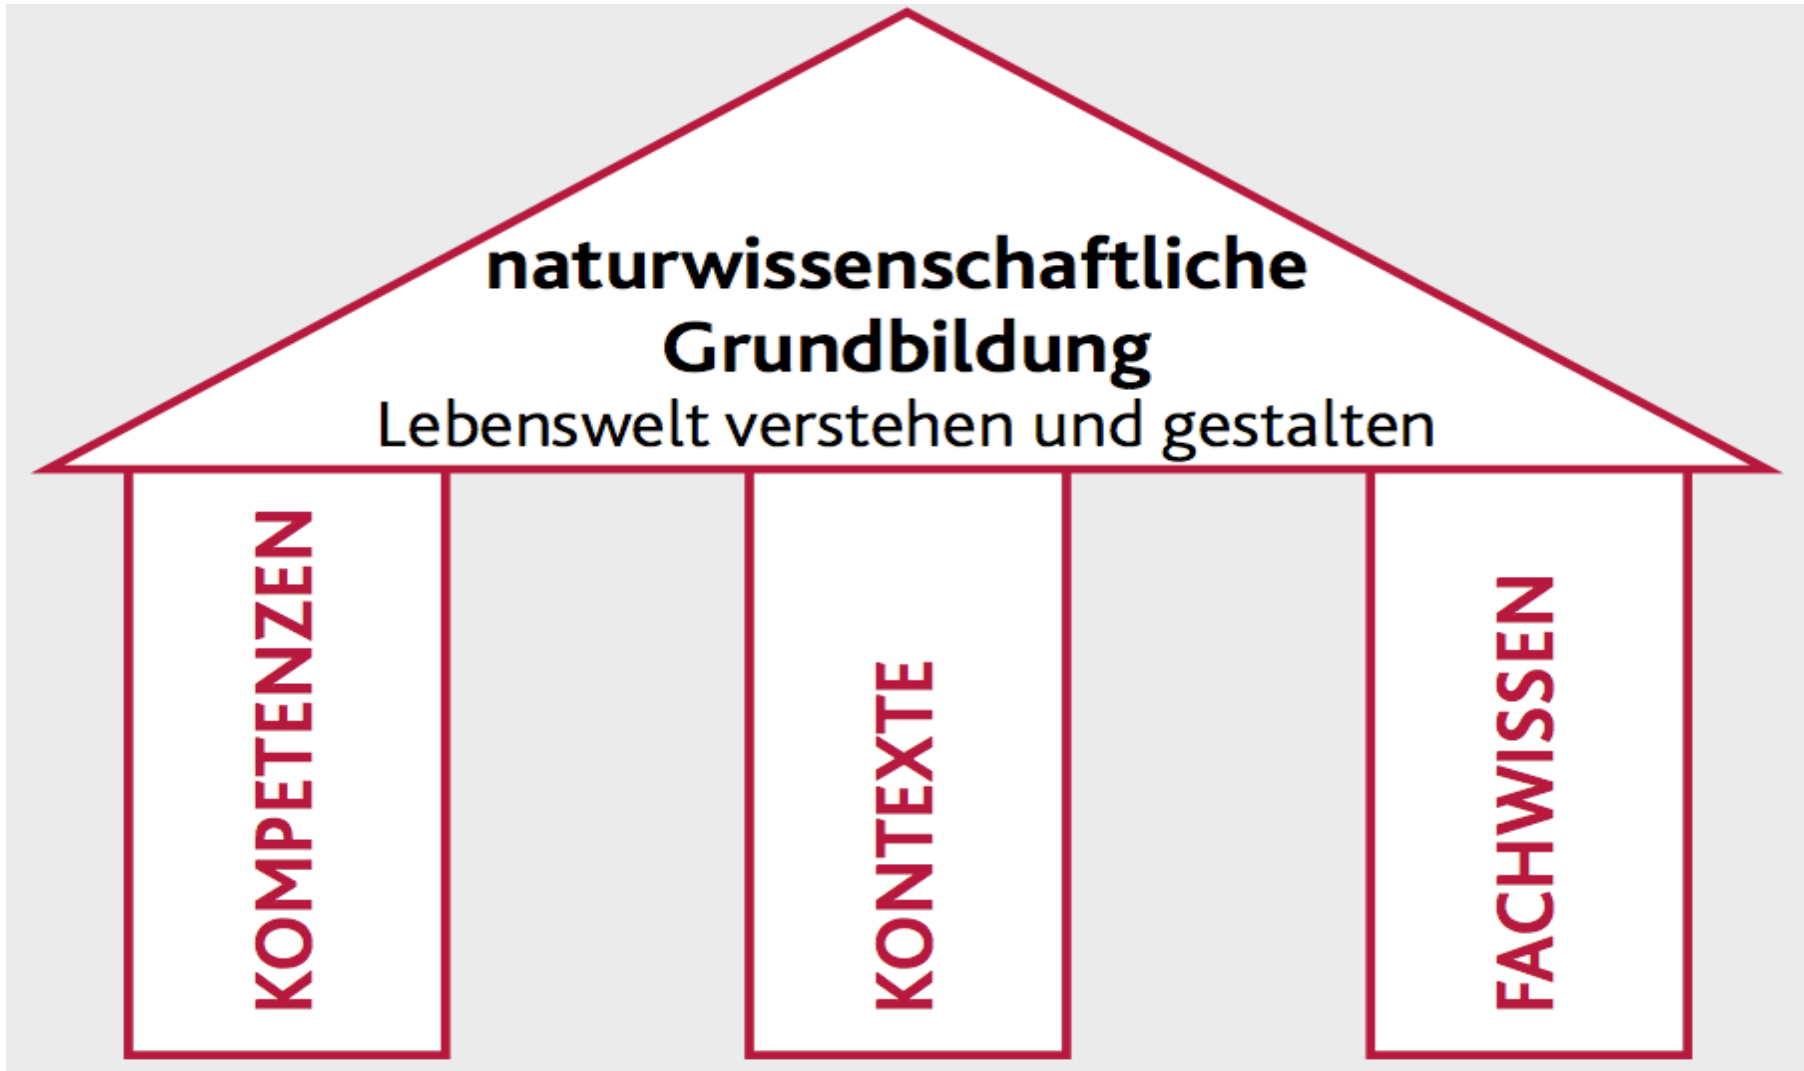 naturwissenschaftliche
Grundbildung
Lebenswelt verstehen und gestalten
KOMPETENZEN
KONTEXTE
FACHWISSEN